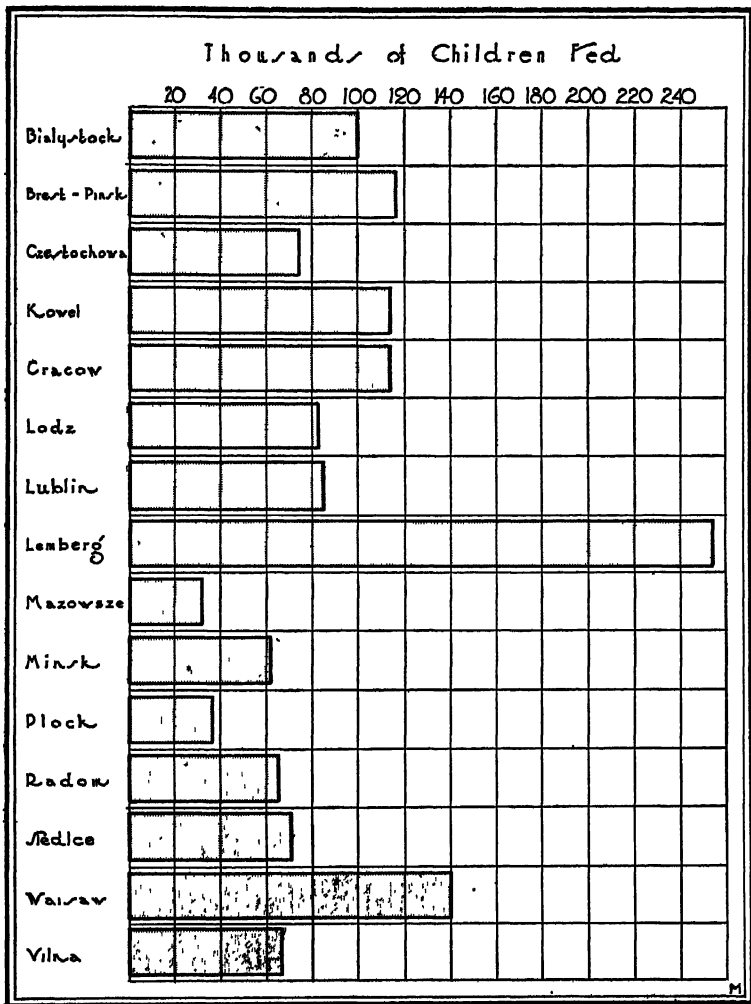 Thousands of Children Fed
20 40 60 80 100 120 140 160 180 200 220 240
Bialystock
Brest - Pinsk
Czestochowa
Kowel
Cracow
Lodz
Lublin
Lemberg
Mazowsze
Minsk
Plock
Radom
Sedlce
Warsaw
Vilna
M